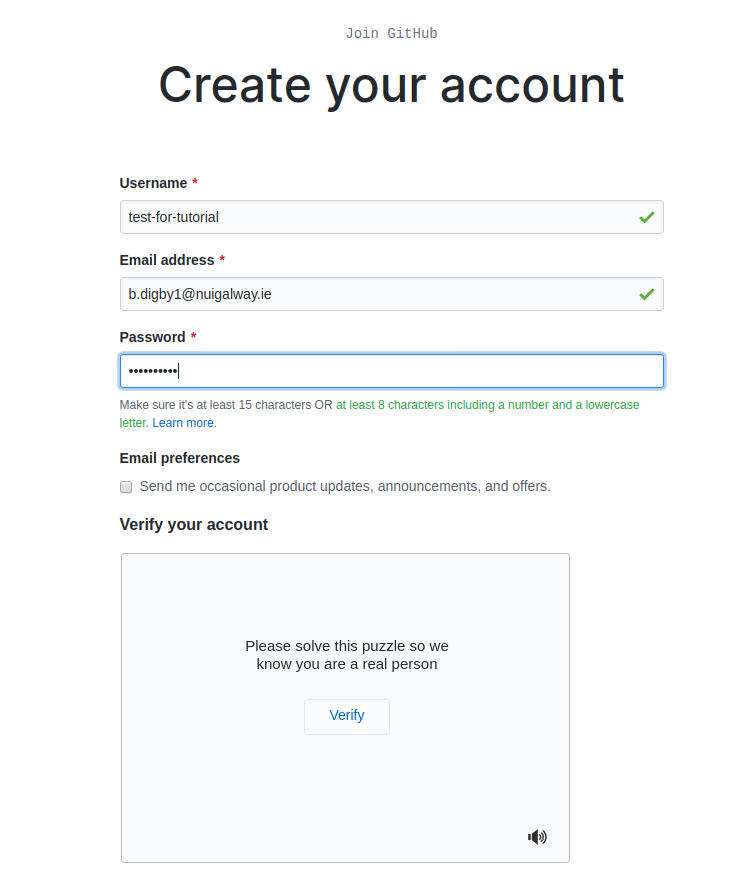 Join GitHub
Create your account
Username *
test-for-tutorial
Email address *
b.digby1@nuigalway.ie
Password *
••••••••••
Make sure it's at least 15 characters OR at least 8 characters including a number and a lowercase
letter. Learn more.
Email preferences
Send me occasional product updates, announcements, and offers.
Verify your account
Please solve this puzzle so we
know you are a real person
Verify